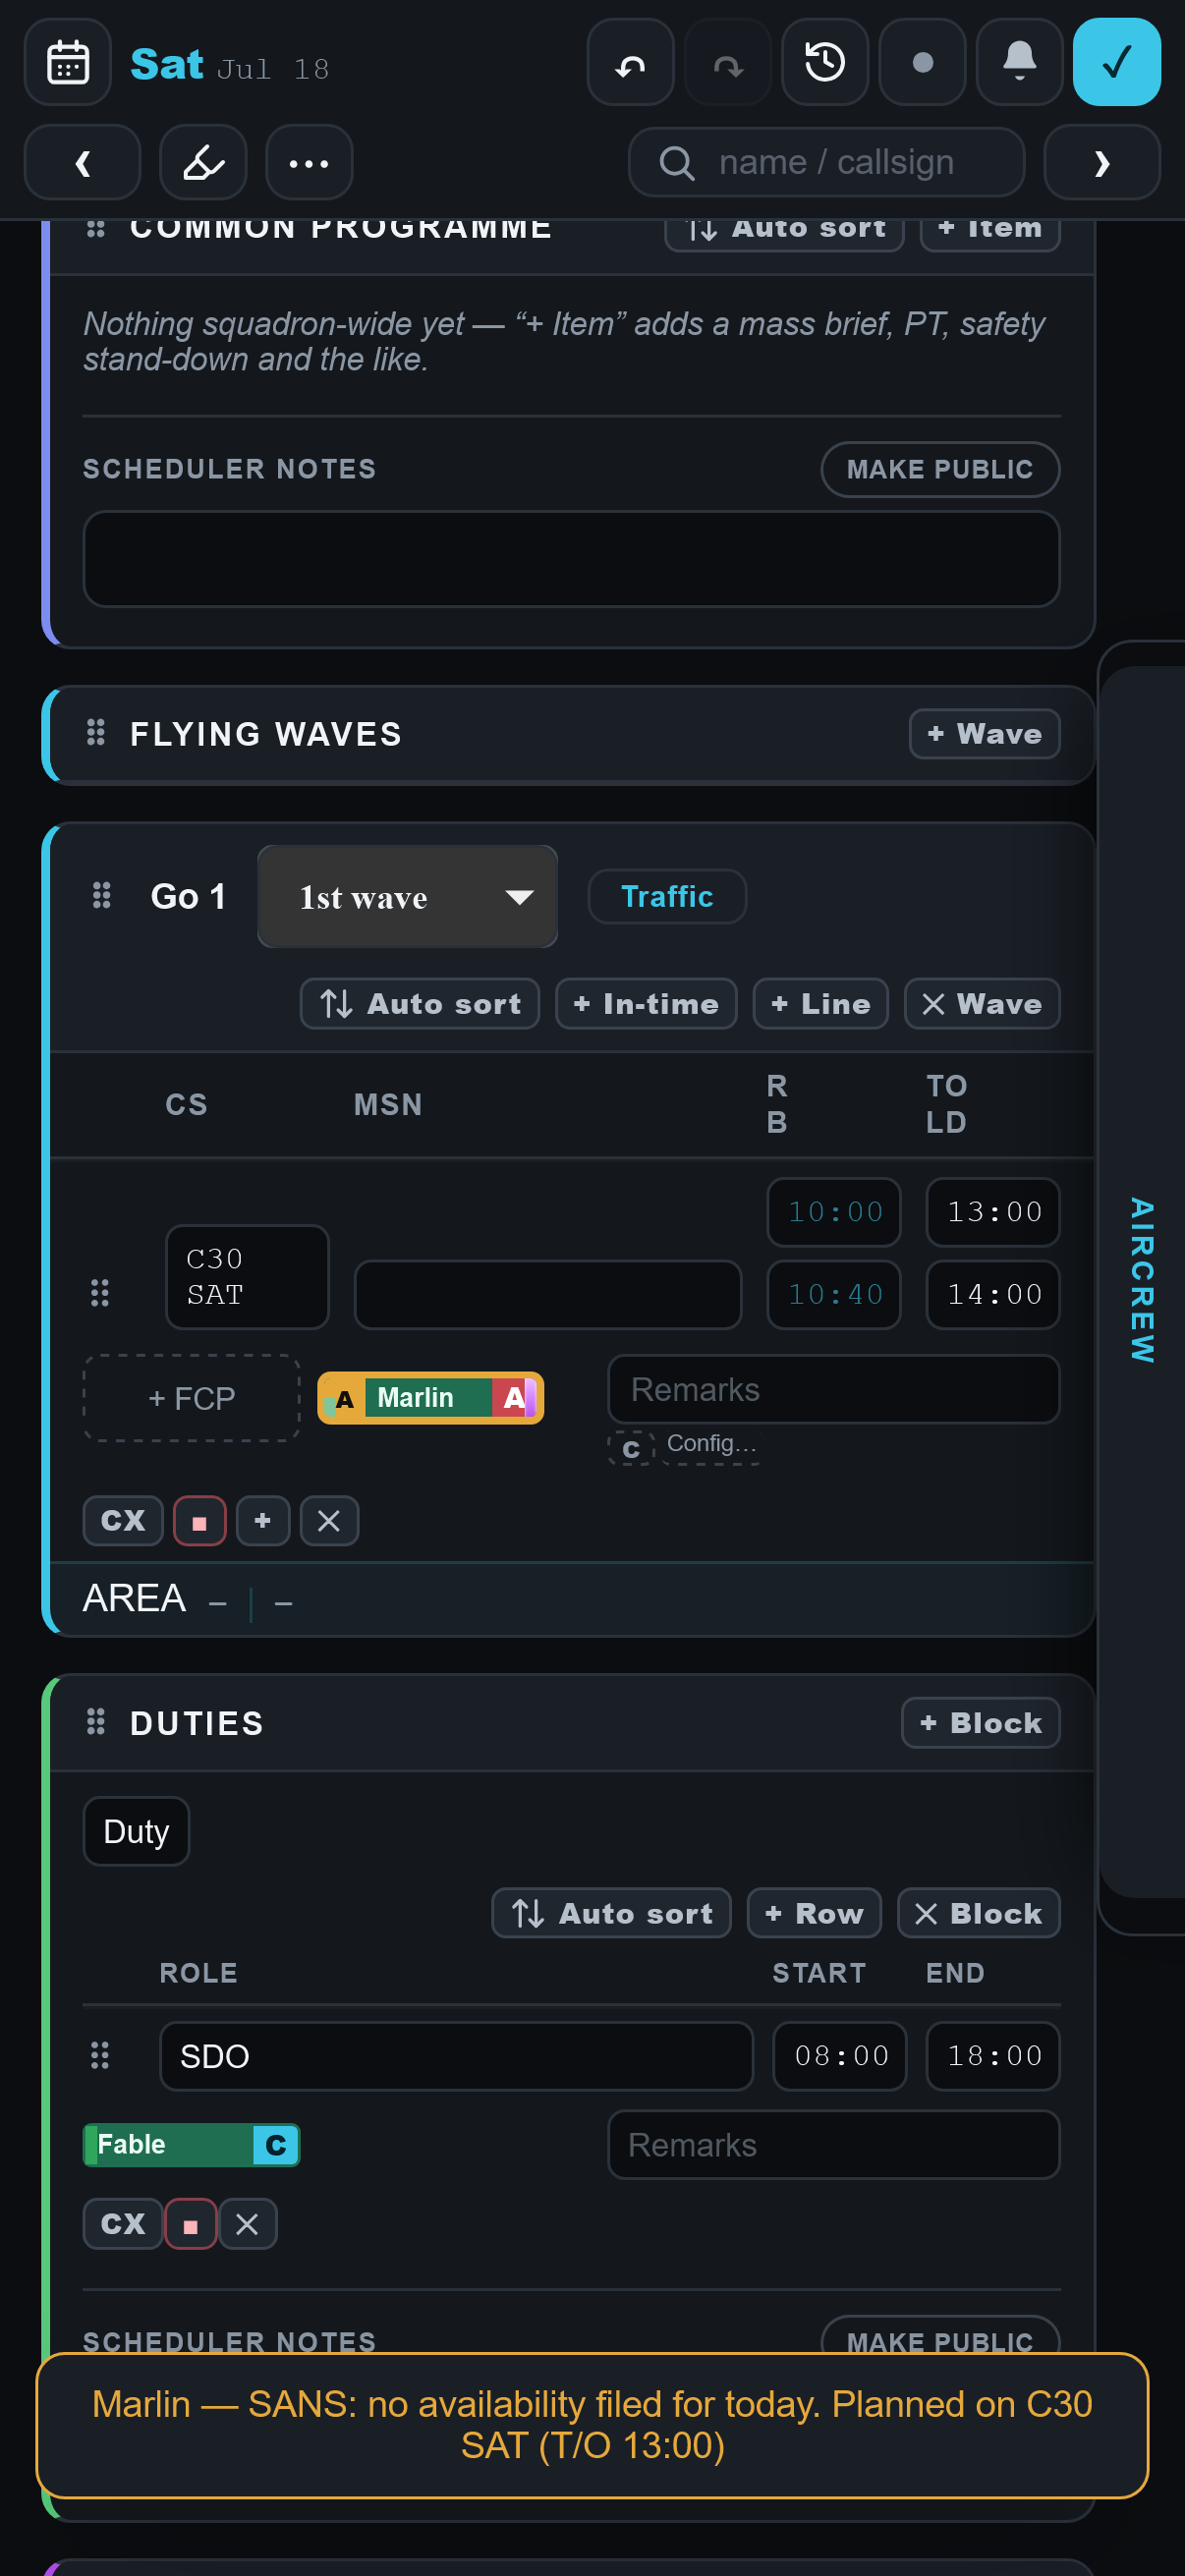 Sat Jul 18
name / callsign
COMMON PROGRAMME
Auto sort
+ Item
Nothing squadron-wide yet — “+ Item” adds a mass brief, PT, safety
stand-down and the like.
SCHEDULER NOTES
MAKE PUBLIC
FLYING WAVES
+ Wave
Go 1
1st wave
Traffic
Auto sort
+ In-time
+ Line
× Wave
CS
MSN
R
B
TO
LD
10:00
13:00
C30
SAT
10:40
14:00
+ FCP
A
Marlin
A
Remarks
C
Config...
CX
+
×
AREA – | –
DUTIES
+ Block
Duty
Auto sort
+ Row
× Block
ROLE
START
END
SDO
08:00
18:00
Fable
C
Remarks
CX
×
SCHEDULER NOTES
MAKE PUBLIC
Marlin — SANS: no availability filed for today. Planned on C30
SAT (T/O 13:00)
AIRCREW